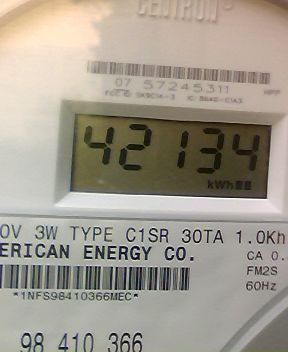 CENTRON®
07 57245311
42134
kWh
0V 3W TYPE C1SR 30TA 1.0Kh
ERICAN ENERGY CO.
CA 0.
FM2S
60Hz
*1NFS98410366MEC*
98 410 366